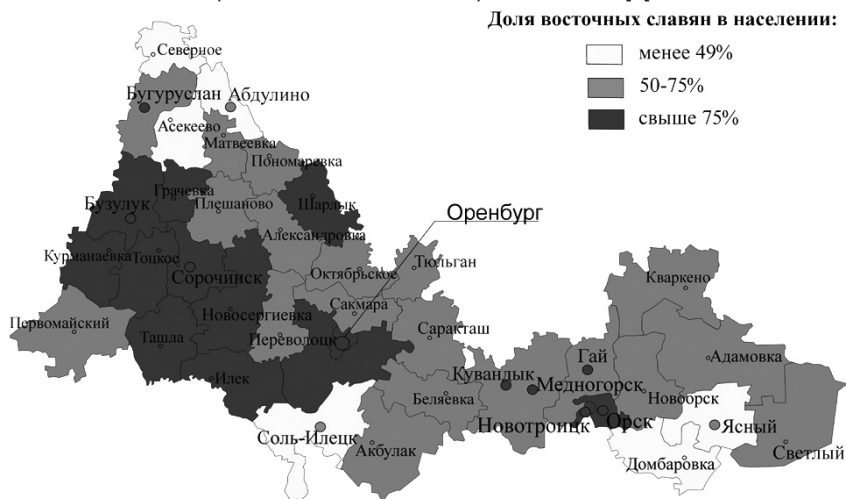 Доля восточных славян в населении:
менее 49%
50-75%
свыше 75%
Северное
Бугуруслан
Абдулино
Асекеево
Матвеевка
Пономаревка
Грачевка
Бузулук
Плешаново
Шарлык
Оренбург
Александровка
Курманаевка
Тоцкое
Сорочинск
Октябрьское
Тюльган
Кваркено
Сакмара
Новосергиевка
Первомайский
Ташла
Переволоцк
Саракташ
Гай
Адамовка
Илек
Кувандык
Медногорск
Беляевка
Новоорск
Новотроицк
Орск
Ясный
Соль-Илецк
Акбулак
Светлый
Домбаровка